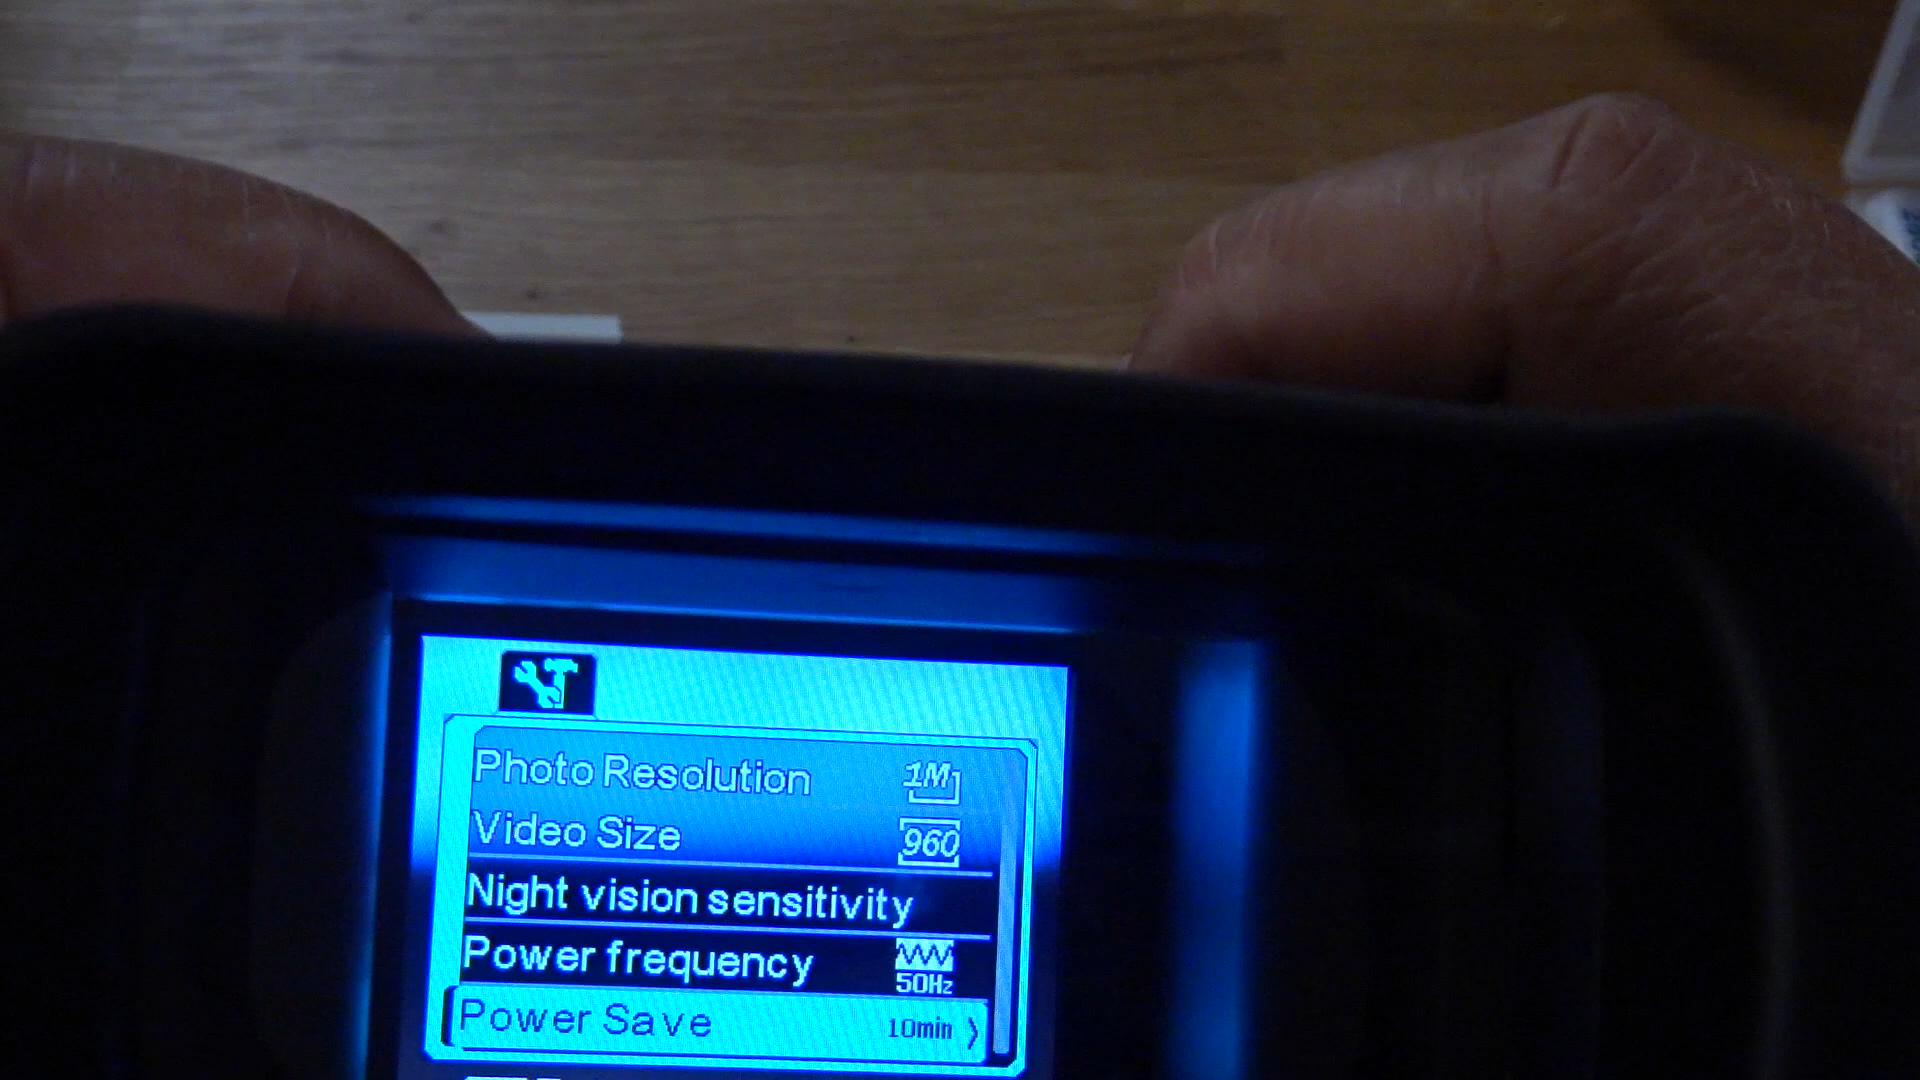 Photo Resolution 1M
Video Size 960
Night vision sensitivity
Power frequency 50Hz
Power Save 10min